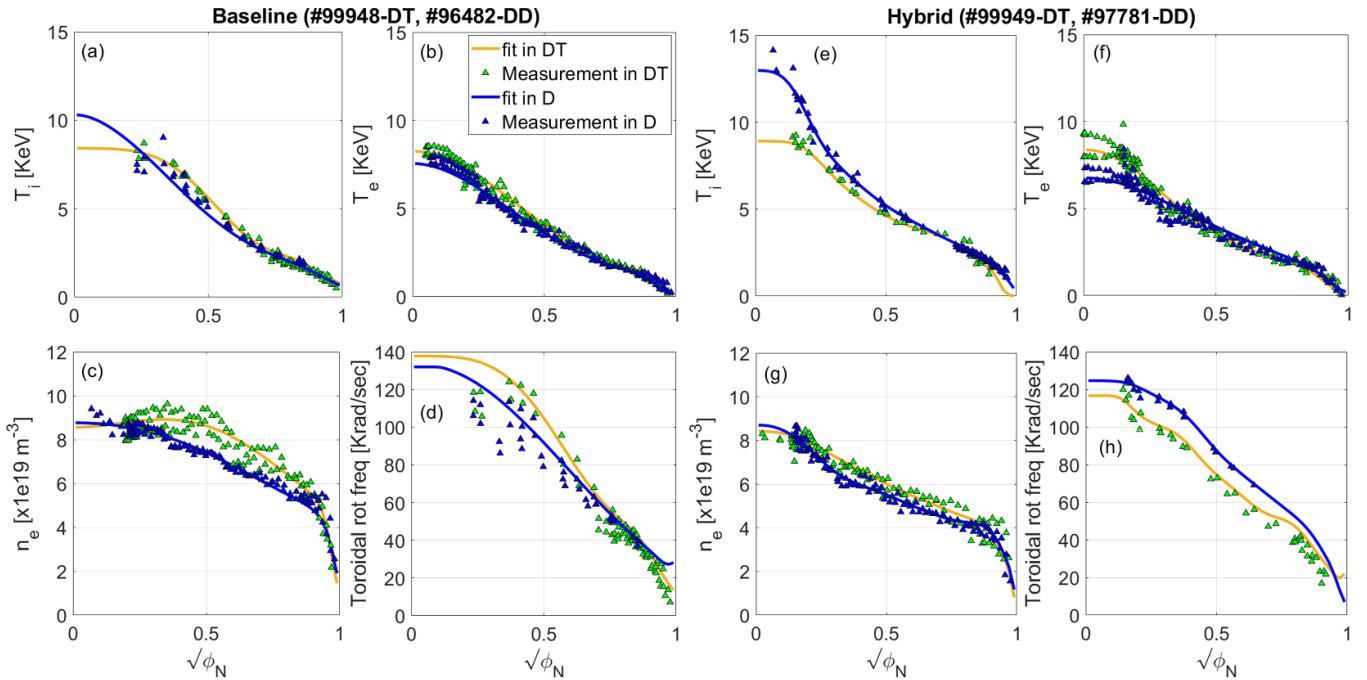 Baseline (#99948-DT, #96482-DD)
Hybrid (#99949-DT, #97781-DD)
(a)
15
10
5
0
T_i [KeV]
0
0.5
1
(b)
15
10
5
0
T_e [KeV]
0
0.5
1
fit in DT
Measurement in DT
fit in D
Measurement in D
(e)
15
10
5
0
T_i [KeV]
0
0.5
1
(f)
15
10
5
0
T_e [KeV]
0
0.5
1
(c)
12
10
8
6
4
2
0
n_e [x1e19 m^-3]
0
0.5
1
√ϕ_N
(d)
140
120
100
80
60
40
20
0
Toroidal rot freq [Krad/sec]
0
0.5
1
√ϕ_N
(g)
12
10
8
6
4
2
0
n_e [x1e19 m^-3]
0
0.5
1
√ϕ_N
(h)
140
120
100
80
60
40
20
0
Toroidal rot freq [Krad/sec]
0
0.5
1
√ϕ_N